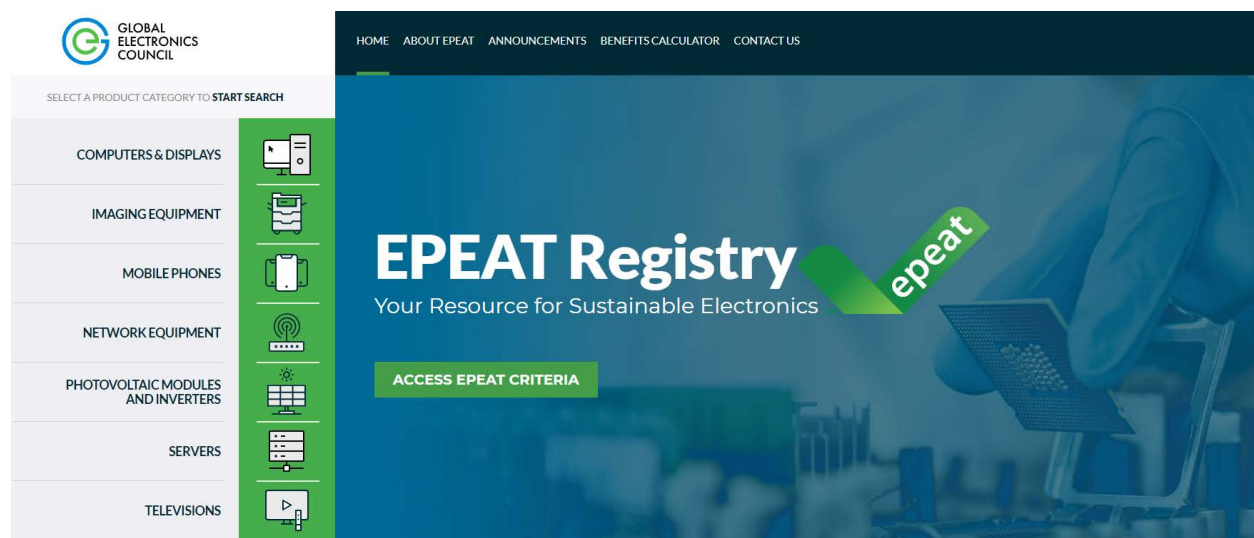 GLOBAL
ELECTRONICS
COUNCIL
HOME ABOUT EPEAT ANNOUNCEMENTS BENEFITS CALCULATOR CONTACT US
SELECT A PRODUCT CATEGORY TO START SEARCH
COMPUTERS & DISPLAYS
IMAGING EQUIPMENT
MOBILE PHONES
NETWORK EQUIPMENT
PHOTOVOLTAIC MODULES
AND INVERTERS
SERVERS
TELEVISIONS
EPEAT Registry
epeat
Your Resource for Sustainable Electronics
ACCESS EPEAT CRITERIA